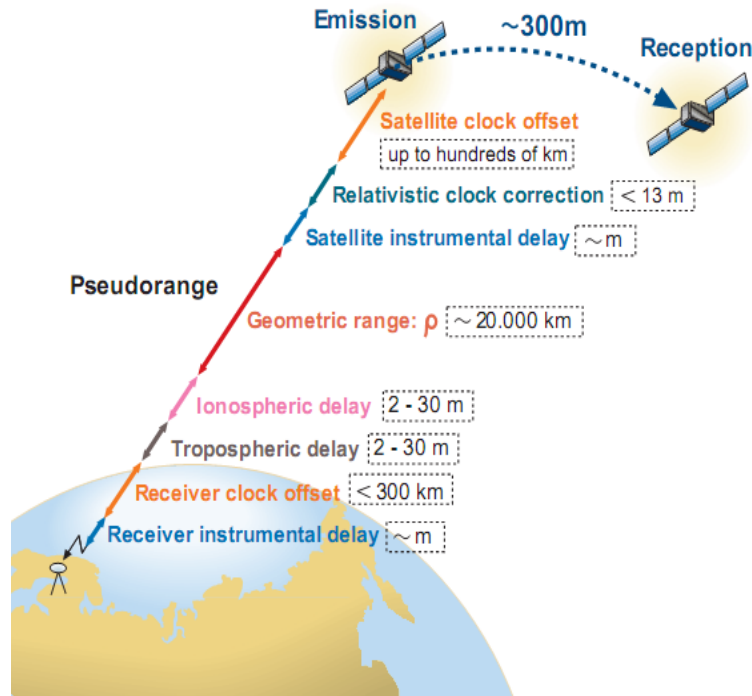 Emission
~300m
Reception
Satellite clock offset
up to hundreds of km
Relativistic clock correction < 13 m
Satellite instrumental delay ~m
Pseudorange
Geometric range: ρ ~ 20.000 km
Ionospheric delay 2 - 30 m
Tropospheric delay 2 - 30 m
Receiver clock offset < 300 km
Receiver instrumental delay ~m